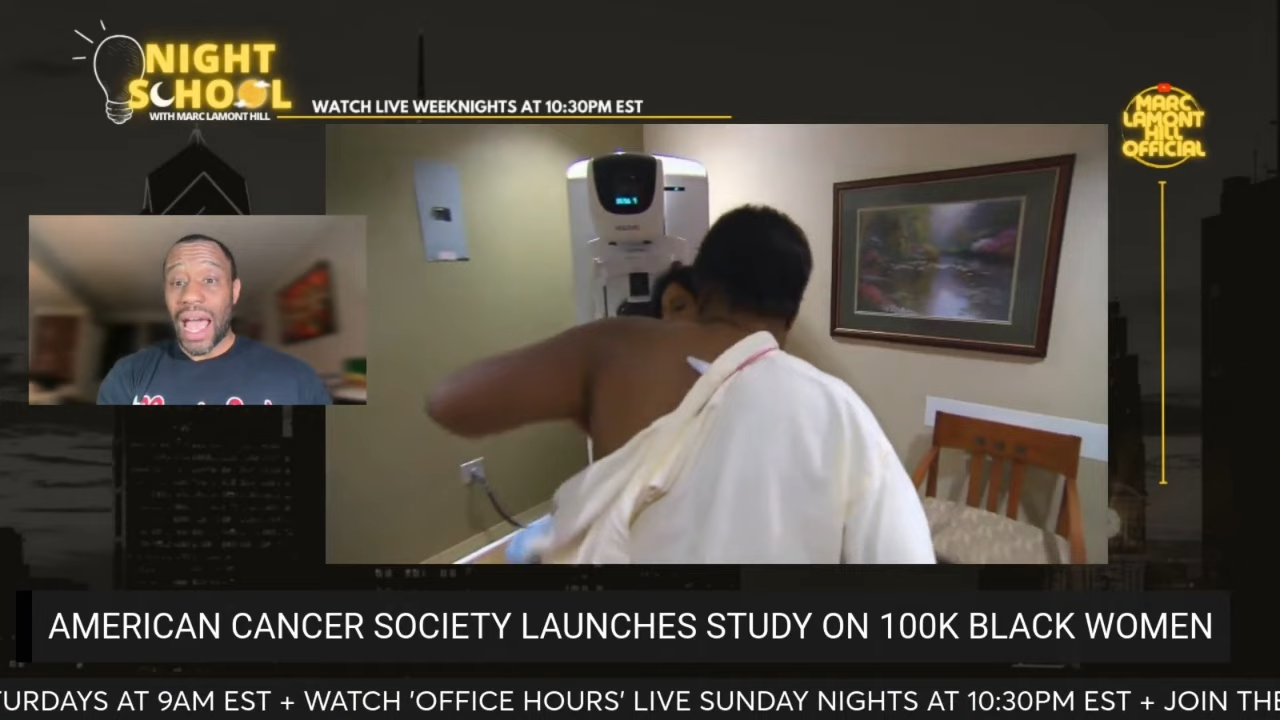 NIGHT
SCHOOL
WITH MARC LAMONT HILL
WATCH LIVE WEEKNIGHTS AT 10:30PM EST
MARC
LAMONT
HILL
OFFICIAL
AMERICAN CANCER SOCIETY LAUNCHES STUDY ON 100K BLACK WOMEN
TURDAYS AT 9AM EST + WATCH 'OFFICE HOURS' LIVE SUNDAY NIGHTS AT 10:30PM EST + JOIN THE